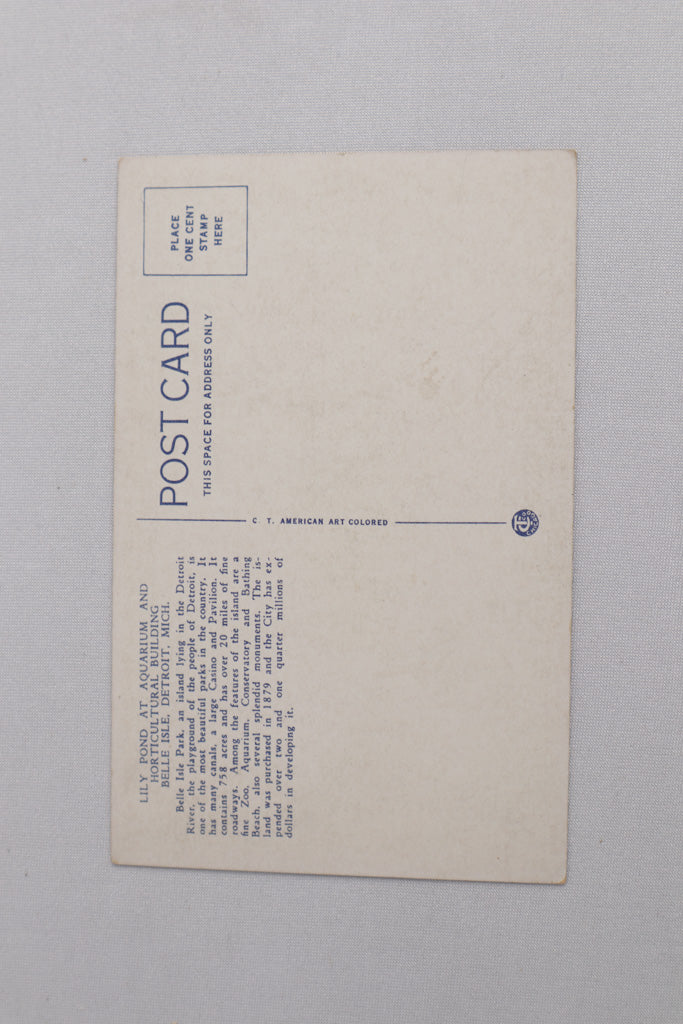 LILY POND AT AQUARIUM AND
HORTICULTURAL BUILDING
BELLE ISLE, DETROIT, MICH.
Belle Isle Park, an island lying in the Detroit
River, the playground of the people of Detroit, is
one of the most beautiful parks in the country. It
has many canals, a large Casino and Pavilion. It
contains 758 acres and has over 20 miles of fine
roadways. Among the features of the island are a
fine Zoo, Aquarium, Conservatory and Bathing
Beach, also several splendid monuments. The is-
land was purchased in 1879 and the City has ex-
pended over two and one quarter millions of
dollars in developing it.
C. T. AMERICAN ART COLORED
POST CARD
THIS SPACE FOR ADDRESS ONLY
PLACE
ONE CENT
STAMP
HERE